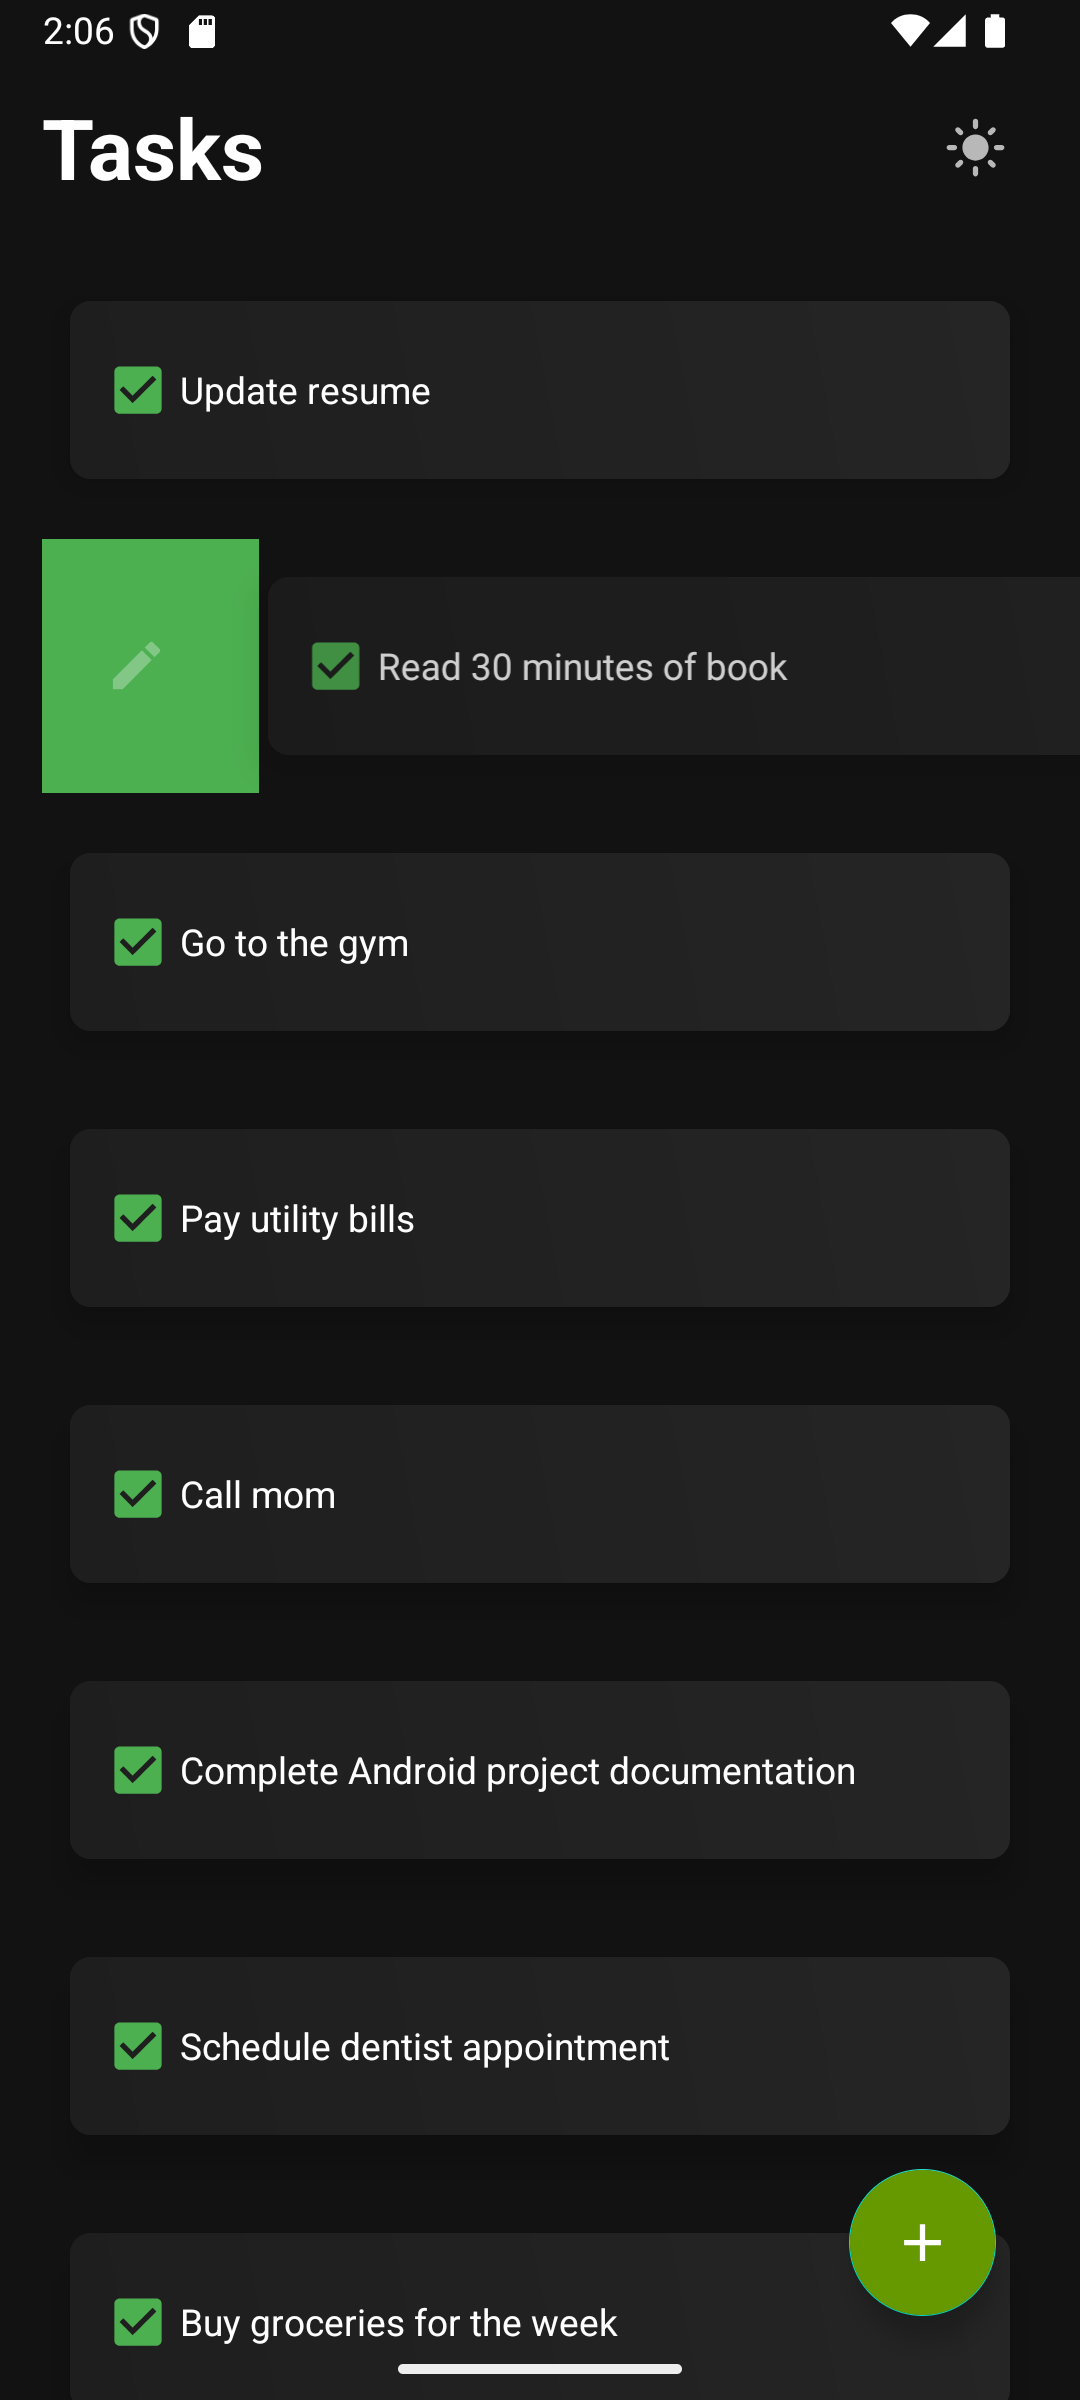 2:06
Tasks
Update resume
Read 30 minutes of book
Go to the gym
Pay utility bills
Call mom
Complete Android project documentation
Schedule dentist appointment
Buy groceries for the week